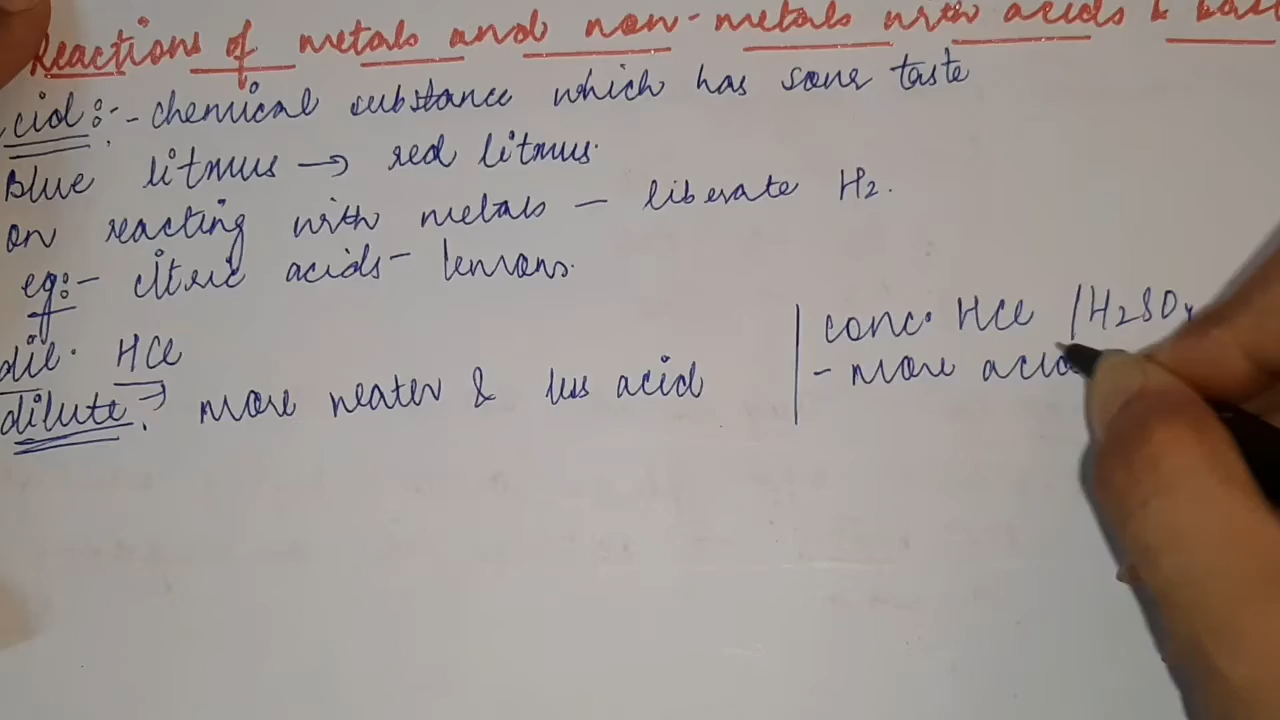 Reactions of metals and non-metals with acids &
cid :- - chemical substance which has sour taste
Blue litmus → red litmus.
on reacting with metals - liberate H2.
eg:- citric acids - lemons.
dil. HCl
dilute → more water & less acid
conc. HCl / H2SO4
- more acid